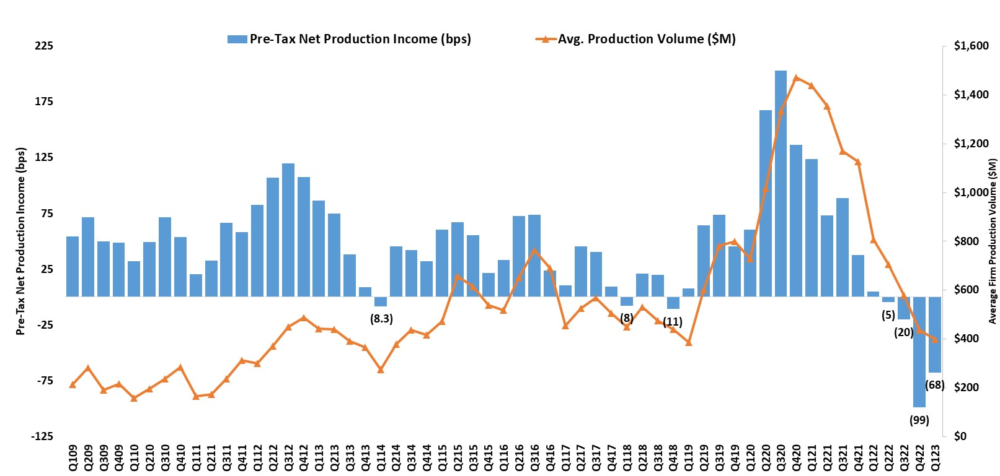 Pre-Tax Net Production Income (bps)
Avg. Production Volume ($M)
225
175
125
75
25
-25
-75
-125
Pre-Tax Net Production Income (bps)
$1,600
$1,400
$1,200
$1,000
$800
$600
$400
$200
$0
Average Firm Production Volume ($M)
(8.3)
(8)
(11)
(5)
(20)
(99)
(68)
Q109
Q209
Q309
Q409
Q110
Q210
Q310
Q410
Q111
Q211
Q311
Q411
Q112
Q212
Q312
Q412
Q113
Q213
Q313
Q413
Q114
Q214
Q314
Q414
Q115
Q215
Q315
Q415
Q116
Q216
Q316
Q416
Q117
Q217
Q317
Q417
Q118
Q218
Q318
Q418
Q119
Q219
Q319
Q419
Q120
Q220
Q320
Q420
Q121
Q221
Q321
Q421
Q122
Q222
Q322
Q422
Q123